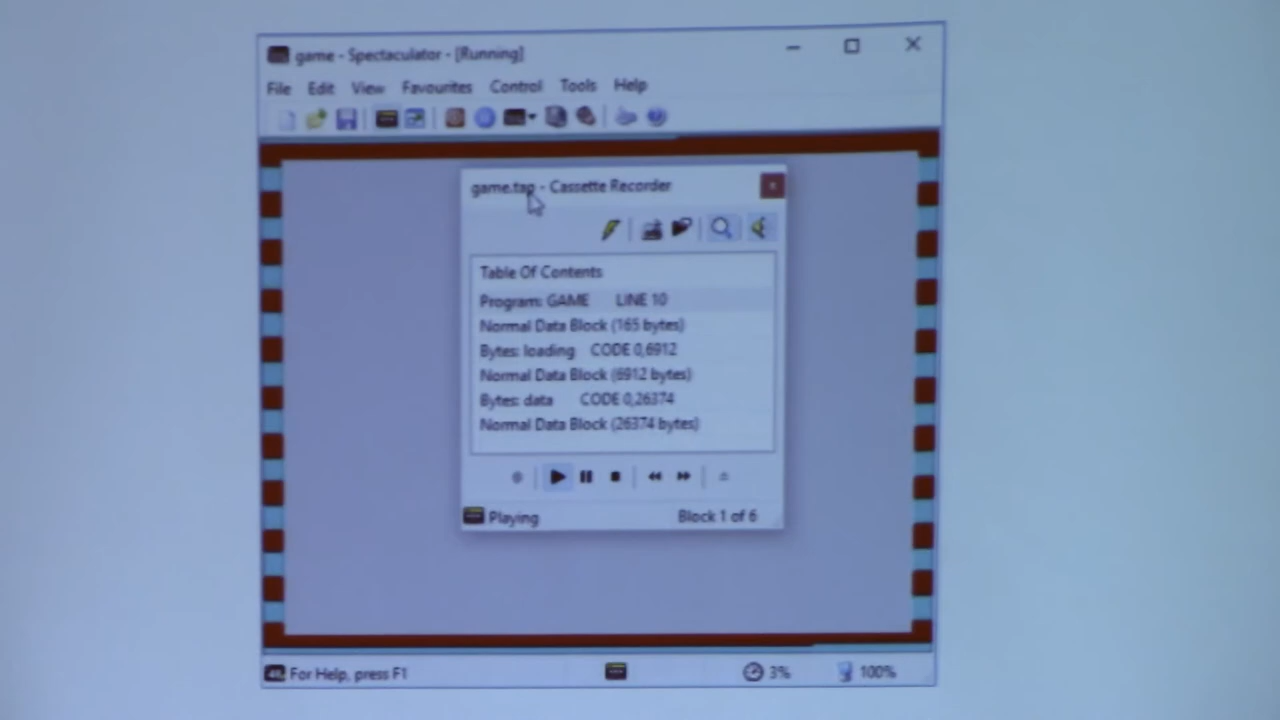 game - Spectaculator - [Running]
File Edit View Favourites Control Tools Help
game.tap - Cassette Recorder
Table Of Contents
Program: GAME LINE 10
Normal Data Block (165 bytes)
Bytes: loading CODE 0,6912
Normal Data Block (6912 bytes)
Bytes: data CODE 0,26374
Normal Data Block (26374 bytes)
Playing Block 1 of 6
For Help, press F1 3% 100%